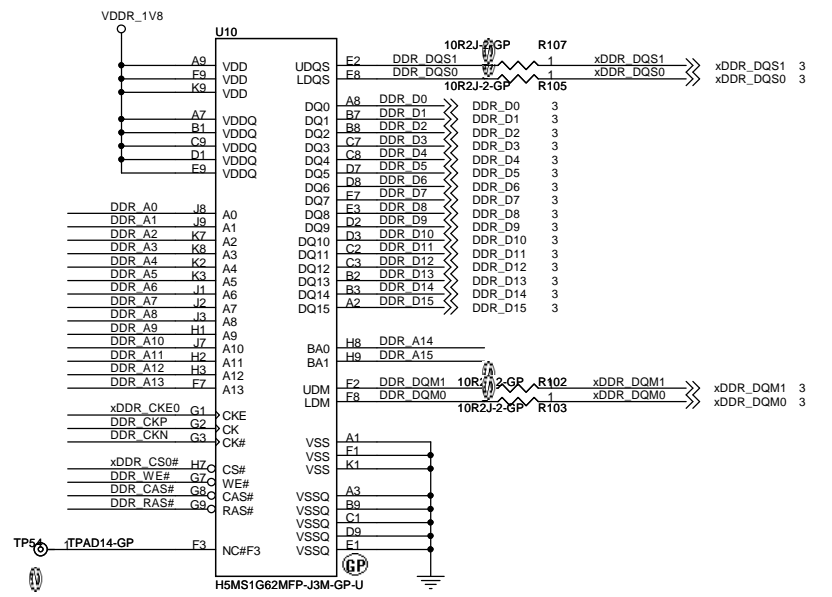 VDDR_1V8
U10
A9 VDD
F9 VDD
K9 VDD
A7 VDDQ
B1 VDDQ
C9 VDDQ
D1 VDDQ
E9 VDDQ
DDR_A0 J8 A0
DDR_A1 J9 A1
DDR_A2 K7 A2
DDR_A3 K8 A3
DDR_A4 K2 A4
DDR_A5 K3 A5
DDR_A6 J1 A6
DDR_A7 J2 A7
DDR_A8 J3 A8
DDR_A9 H1 A9
DDR_A10 J7 A10
DDR_A11 H2 A11
DDR_A12 H3 A12
DDR_A13 F7 A13
xDDR_CKE0 G1 CKE
DDR_CKP G2 CK
DDR_CKN G3 CK#
xDDR_CS0# H7 CS#
DDR_WE# G7 WE#
DDR_CAS# G8 CAS#
DDR_RAS# G9 RAS#
TP54 1 TPAD14-GP F3 NC#F3
10R2J-2-GP R107
UDQS E2 DDR_DQS1 1 xDDR_DQS1 xDDR_DQS1 3
LDQS E8 DDR_DQS0 1 xDDR_DQS0 xDDR_DQS0 3
10R2J-2-GP R105
DQ0 A8 DDR_D0 DDR_D0 3
DQ1 B7 DDR_D1 DDR_D1 3
DQ2 B8 DDR_D2 DDR_D2 3
DQ3 C7 DDR_D3 DDR_D3 3
DQ4 C8 DDR_D4 DDR_D4 3
DQ5 D7 DDR_D5 DDR_D5 3
DQ6 D8 DDR_D6 DDR_D6 3
DQ7 E7 DDR_D7 DDR_D7 3
DQ8 E3 DDR_D8 DDR_D8 3
DQ9 D2 DDR_D9 DDR_D9 3
DQ10 D3 DDR_D10 DDR_D10 3
DQ11 C2 DDR_D11 DDR_D11 3
DQ12 C3 DDR_D12 DDR_D12 3
DQ13 B2 DDR_D13 DDR_D13 3
DQ14 B3 DDR_D14 DDR_D14 3
DQ15 A2 DDR_D15 DDR_D15 3
BA0 H8 DDR_A14
BA1 H9 DDR_A15
UDM F2 DDR_DQM1 10R2J-2-GP R102 1 xDDR_DQM1 xDDR_DQM1 3
LDM F8 DDR_DQM0 1 xDDR_DQM0 xDDR_DQM0 3
10R2J-2-GP R103
VSS A1
VSS F1
VSS K1
VSSQ A3
VSSQ B9
VSSQ C1
VSSQ D9
VSSQ E1
GP
H5MS1G62MFP-J3M-GP-U